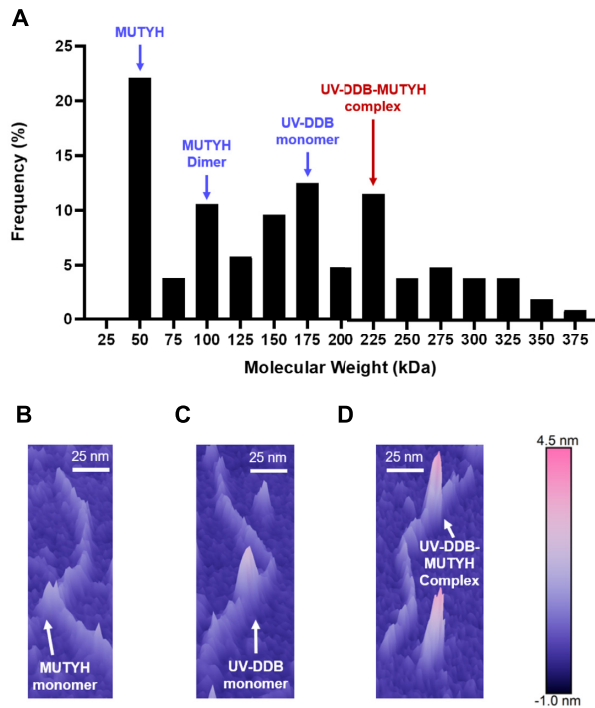 A
MUTYH
MUTYH
Dimer
UV-DDB
monomer
UV-DDB-MUTYH
complex
Frequency (%)
25
20
15
10
5
0
25 50 75 100 125 150 175 200 225 250 275 300 325 350 375
Molecular Weight (kDa)
B
25 nm
MUTYH
monomer
C
25 nm
UV-DDB
monomer
D
25 nm
UV-DDB-
MUTYH
Complex
4.5 nm
-1.0 nm